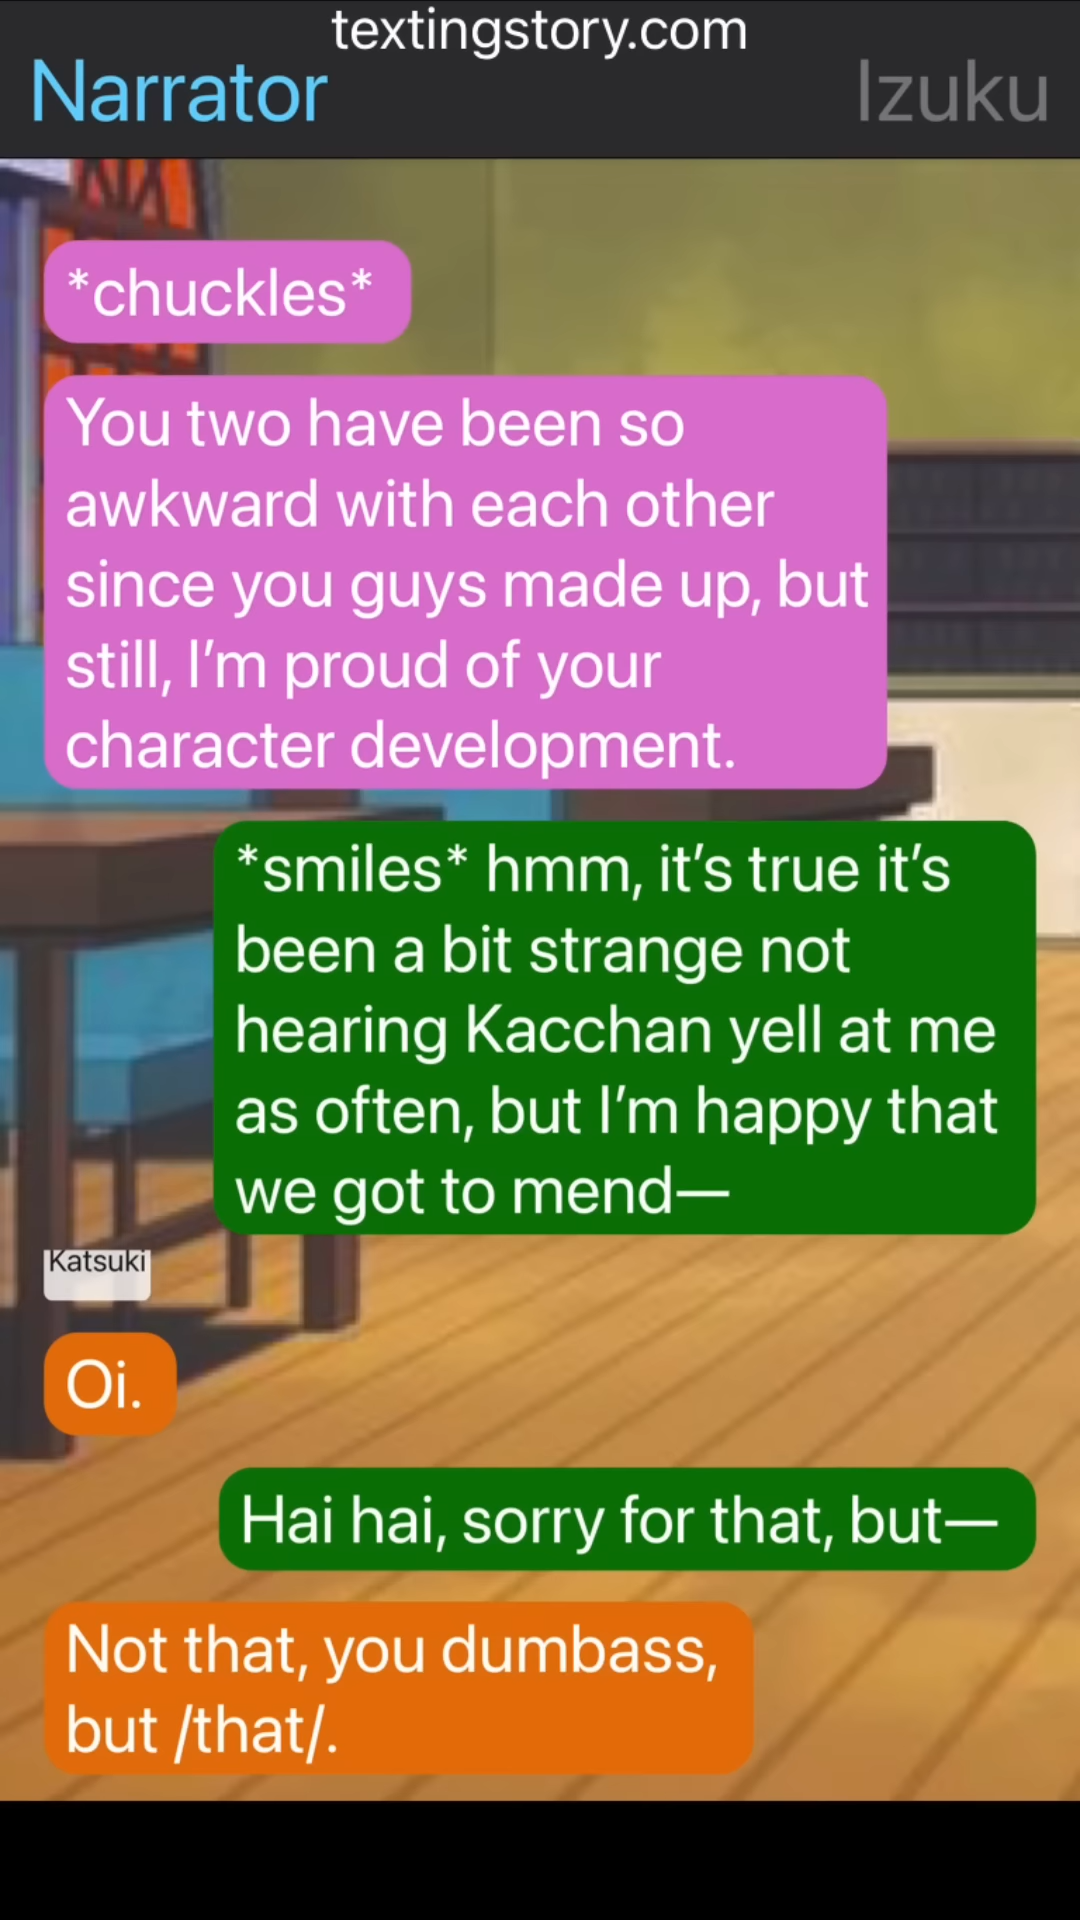 textingstory.com
Narrator
Izuku
*chuckles*
You two have been so
awkward with each other
since you guys made up, but
still, I’m proud of your
character development.
*smiles* hmm, it’s true it’s
been a bit strange not
hearing Kacchan yell at me
as often, but I’m happy that
we got to mend—
Katsuki
Oi.
Hai hai, sorry for that, but—
Not that, you dumbass,
but /that/.